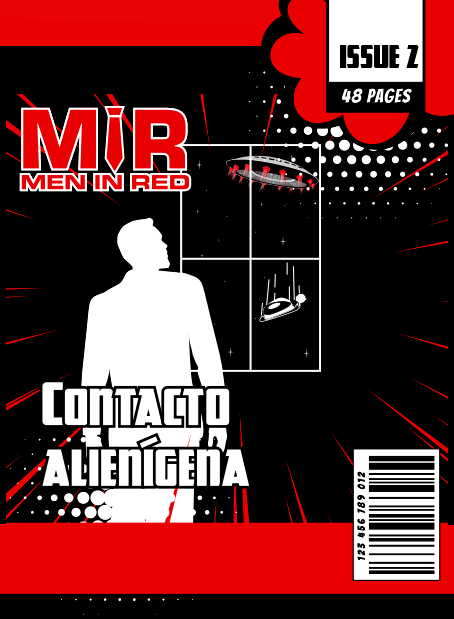 ISSUE 2
48 PAGES
MiR
MEN IN RED
CONTACTO
ALIENÍGENA
123 456 789 012